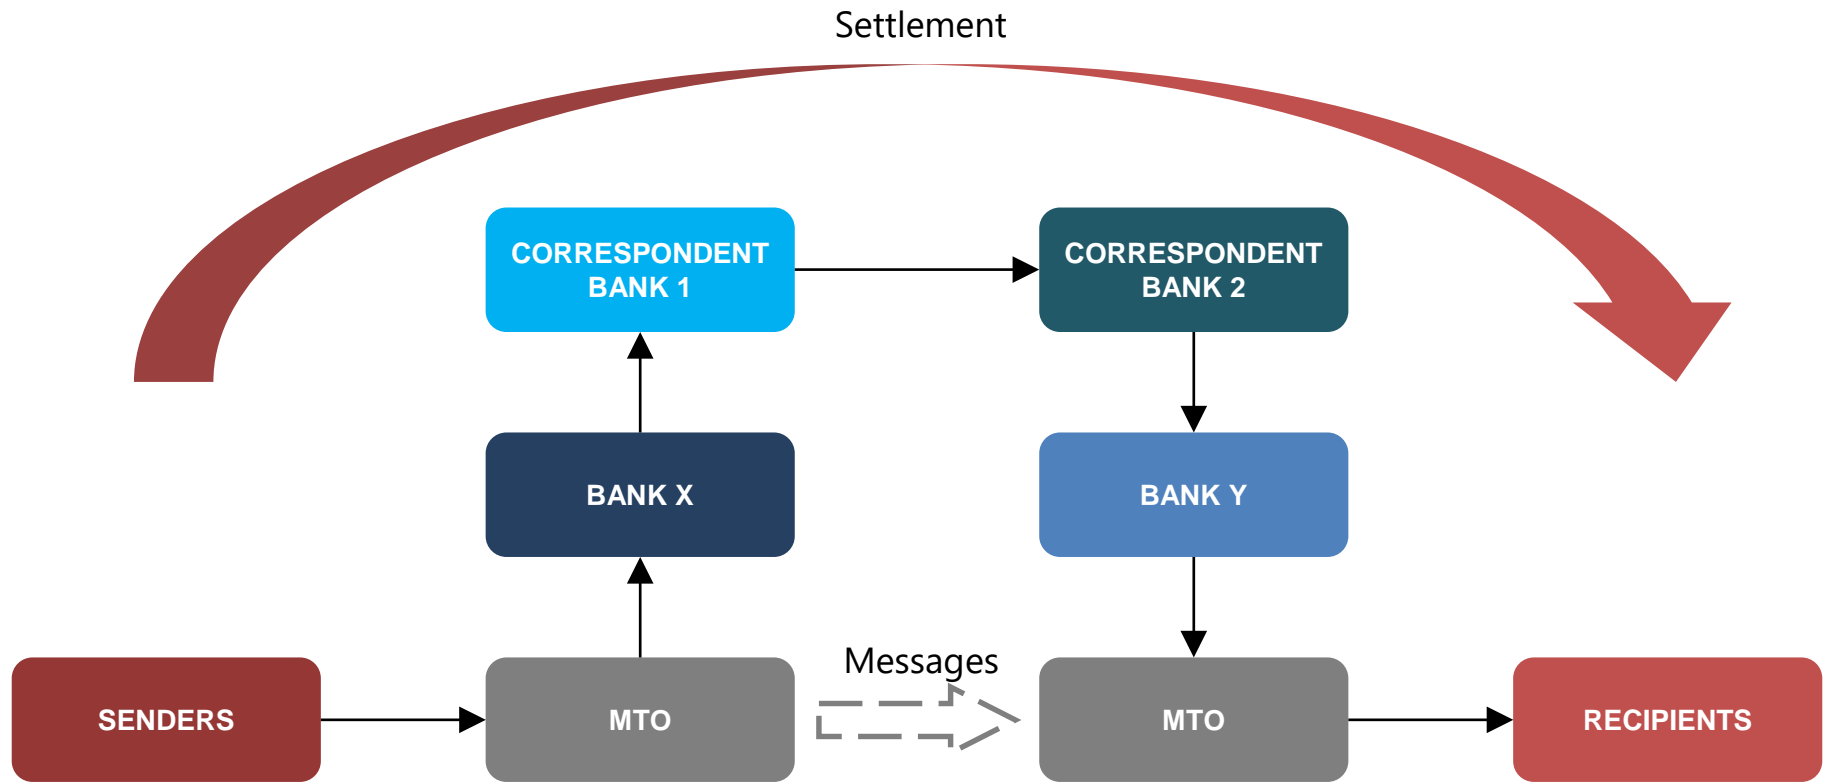 Settlement
CORRESPONDENT
BANK 1
CORRESPONDENT
BANK 2
BANK X
BANK Y
Messages
SENDERS
MTO
MTO
RECIPIENTS